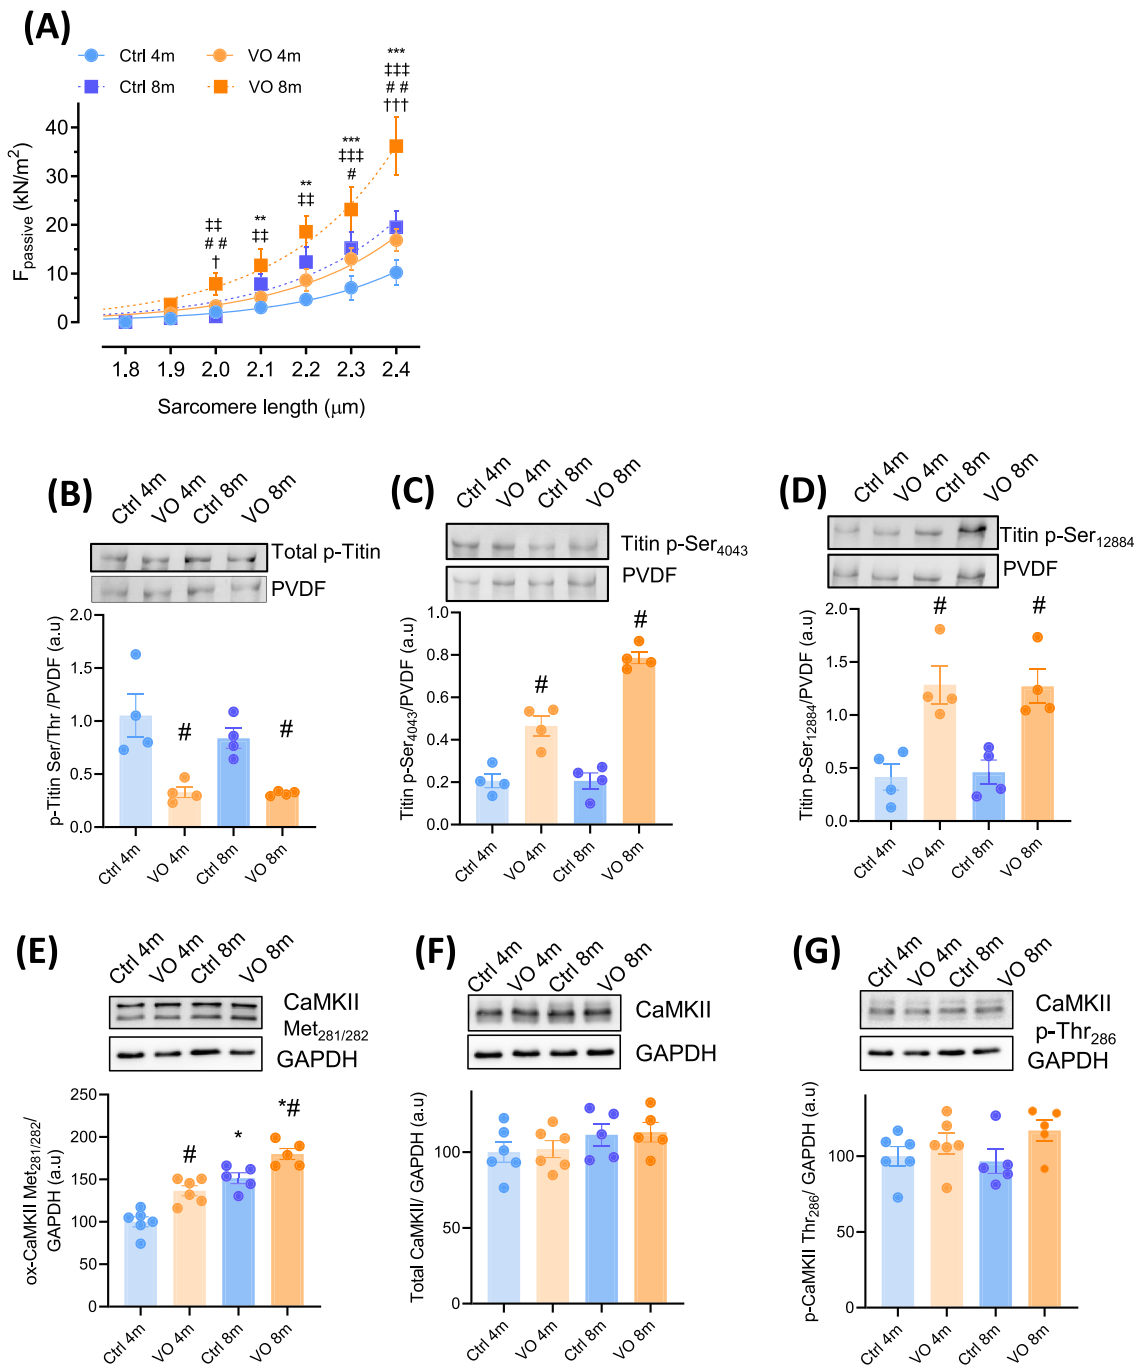 (A)
Ctrl 4m
VO 4m
Ctrl 8m
VO 8m
F_passive (kN/m²)
40
30
20
10
0
‡‡
# #
†
**
‡‡
**
‡‡
***
‡‡‡
#
***
‡‡‡
# #
†††
1.8 1.9 2.0 2.1 2.2 2.3 2.4
Sarcomere length (μm)
(B)
Ctrl 4m VO 4m Ctrl 8m VO 8m
Total p-Titin
PVDF
p-Titin Ser/Thr /PVDF (a.u)
2.0
1.5
1.0
0.5
0.0
# #
Ctrl 4m VO 4m Ctrl 8m VO 8m
(C)
Ctrl 4m VO 4m Ctrl 8m VO 8m
Titin p-Ser₄₀₄₃
PVDF
Titin p-Ser₄₀₄₃/PVDF (a.u)
1.0
0.8
0.6
0.4
0.2
0.0
# #
Ctrl 4m VO 4m Ctrl 8m VO 8m
(D)
Ctrl 4m VO 4m Ctrl 8m VO 8m
Titin p-Ser₁₂₈₈₄
PVDF
Titin p-Ser₁₂₈₈₄/PVDF (a.u)
2.0
1.5
1.0
0.5
0.0
# #
Ctrl 4m VO 4m Ctrl 8m VO 8m
(E)
Ctrl 4m VO 4m Ctrl 8m VO 8m
CaMKII
Met₂₈₁/₂₈₂
GAPDH
ox-CaMKII Met₂₈₁/₂₈₂/
GAPDH (a.u)
250
200
150
100
50
0
# * *#
Ctrl 4m VO 4m Ctrl 8m VO 8m
(F)
Ctrl 4m VO 4m Ctrl 8m VO 8m
CaMKII
GAPDH
Total CaMKII/ GAPDH (a.u)
100
50
0
Ctrl 4m VO 4m Ctrl 8m VO 8m
(G)
Ctrl 4m VO 4m Ctrl 8m VO 8m
CaMKII
p-Thr₂₈₆
GAPDH
p-CaMKII Thr₂₈₆/ GAPDH (a.u)
100
50
0
Ctrl 4m VO 4m Ctrl 8m VO 8m